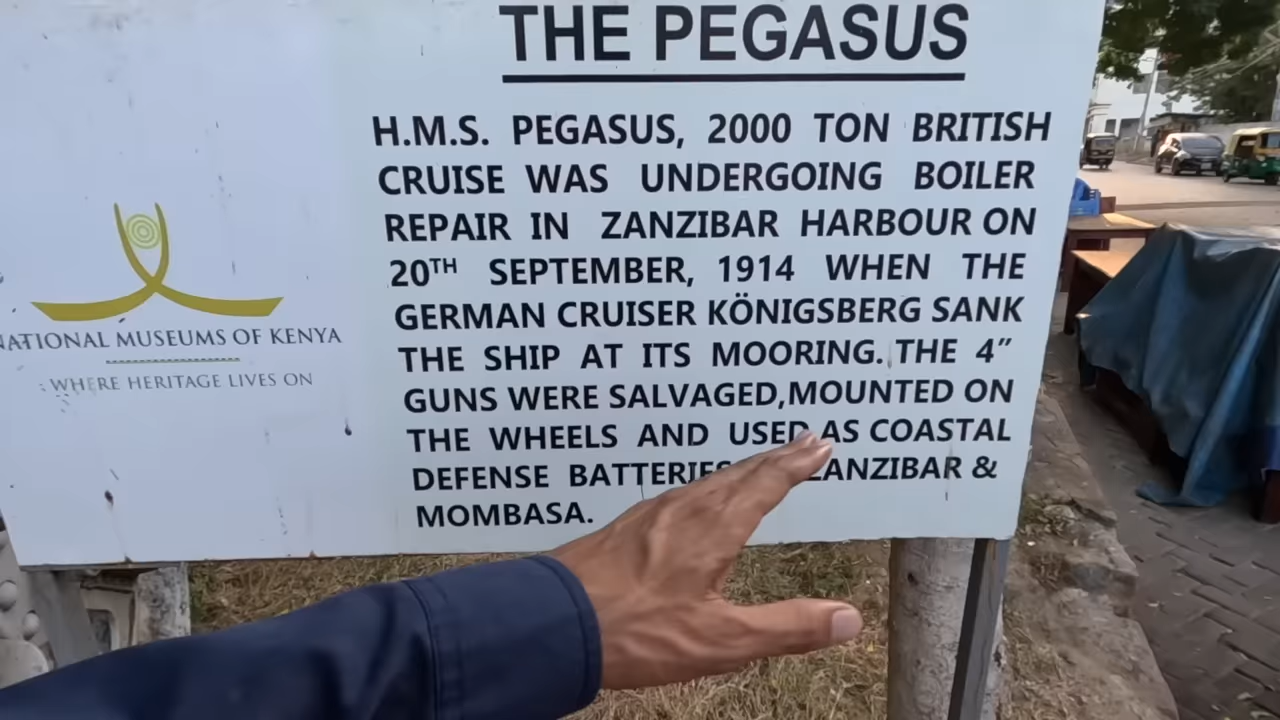 THE PEGASUS
H.M.S. PEGASUS, 2000 TON BRITISH
CRUISE WAS UNDERGOING BOILER
REPAIR IN ZANZIBAR HARBOUR ON
20TH SEPTEMBER, 1914 WHEN THE
GERMAN CRUISER KÖNIGSBERG SANK
THE SHIP AT ITS MOORING. THE 4"
GUNS WERE SALVAGED,MOUNTED ON
THE WHEELS AND USED AS COASTAL
DEFENSE BATTERIES ZANZIBAR &
MOMBASA.
NATIONAL MUSEUMS OF KENYA
WHERE HERITAGE LIVES ON